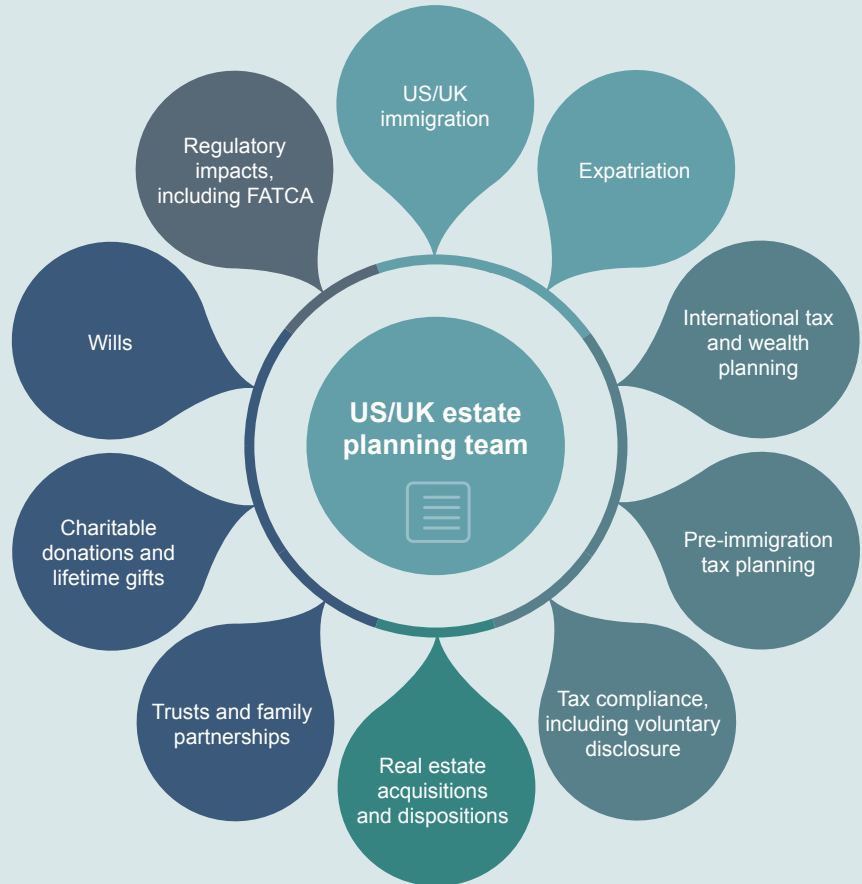 US/UK
immigration
Expatriation
International tax
and wealth
planning
Pre-immigration
tax planning
Tax compliance,
including voluntary
disclosure
Real estate
acquisitions
and dispositions
Trusts and family
partnerships
Charitable
donations and
lifetime gifts
Wills
Regulatory
impacts,
including FATCA
US/UK estate
planning team